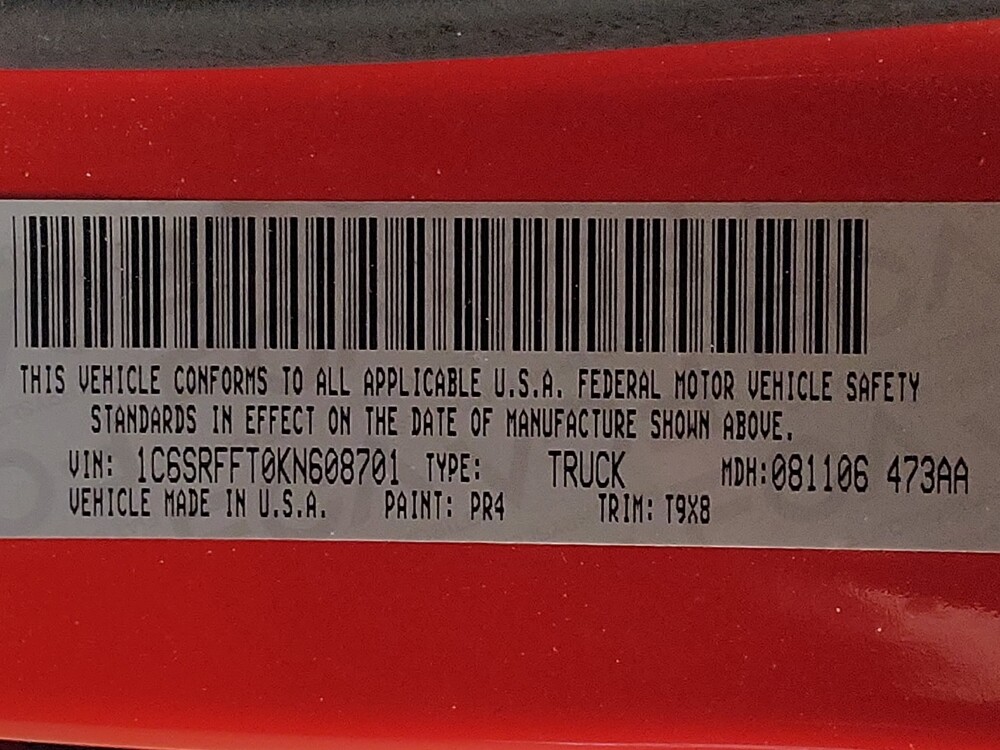 THIS VEHICLE CONFORMS TO ALL APPLICABLE U.S.A. FEDERAL MOTOR VEHICLE SAFETY
STANDARDS IN EFFECT ON THE DATE OF MANUFACTURE SHOWN ABOVE.
VIN: 1C6SRFFT0KN608701 TYPE: TRUCK MDH:081106 473AA
VEHICLE MADE IN U.S.A. PAINT: PR4 TRIM: T9X8